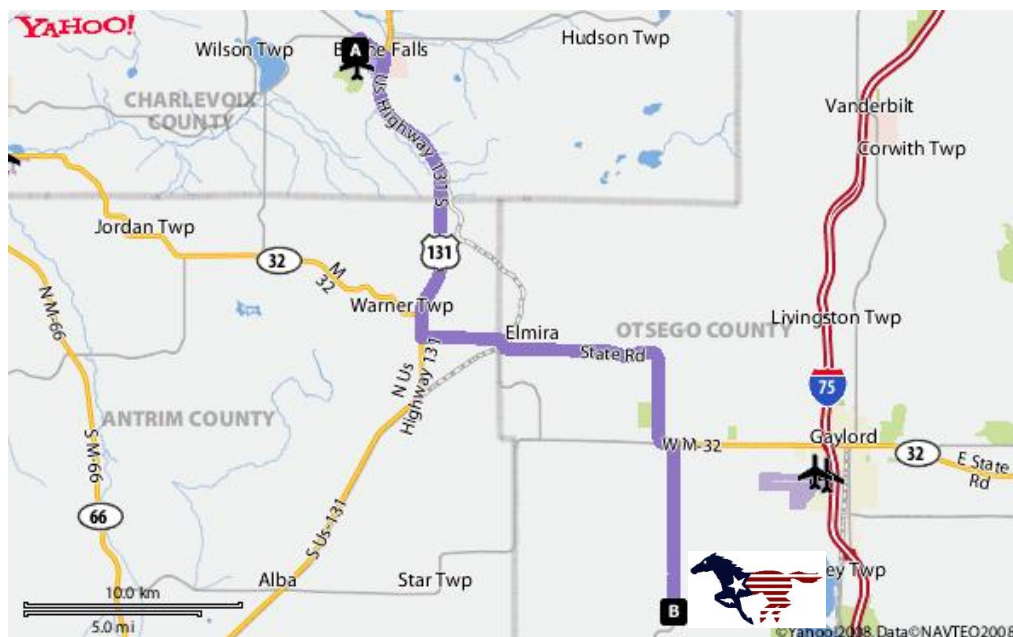 YAHOO!
Wilson Twp
A
Falls
Hudson Twp
CHARLEVOIX
COUNTY
Us Highway 131 S
Vanderbilt
Corwith Twp
Jordan Twp
32
M
32
131
N M-66
Warner Twp
Elmira
OTSEGO COUNTY
Livingston Twp
State Rd
75
N Us
Highway 131
ANTRIM COUNTY
S M-66
W M-32
Gaylord
32
E State
Rd
66
S Us-131
Alba
Star Twp
ey Twp
10.0 km
5.0 mi
B
©Yahoo!2008 Data©NAVTEQ2008